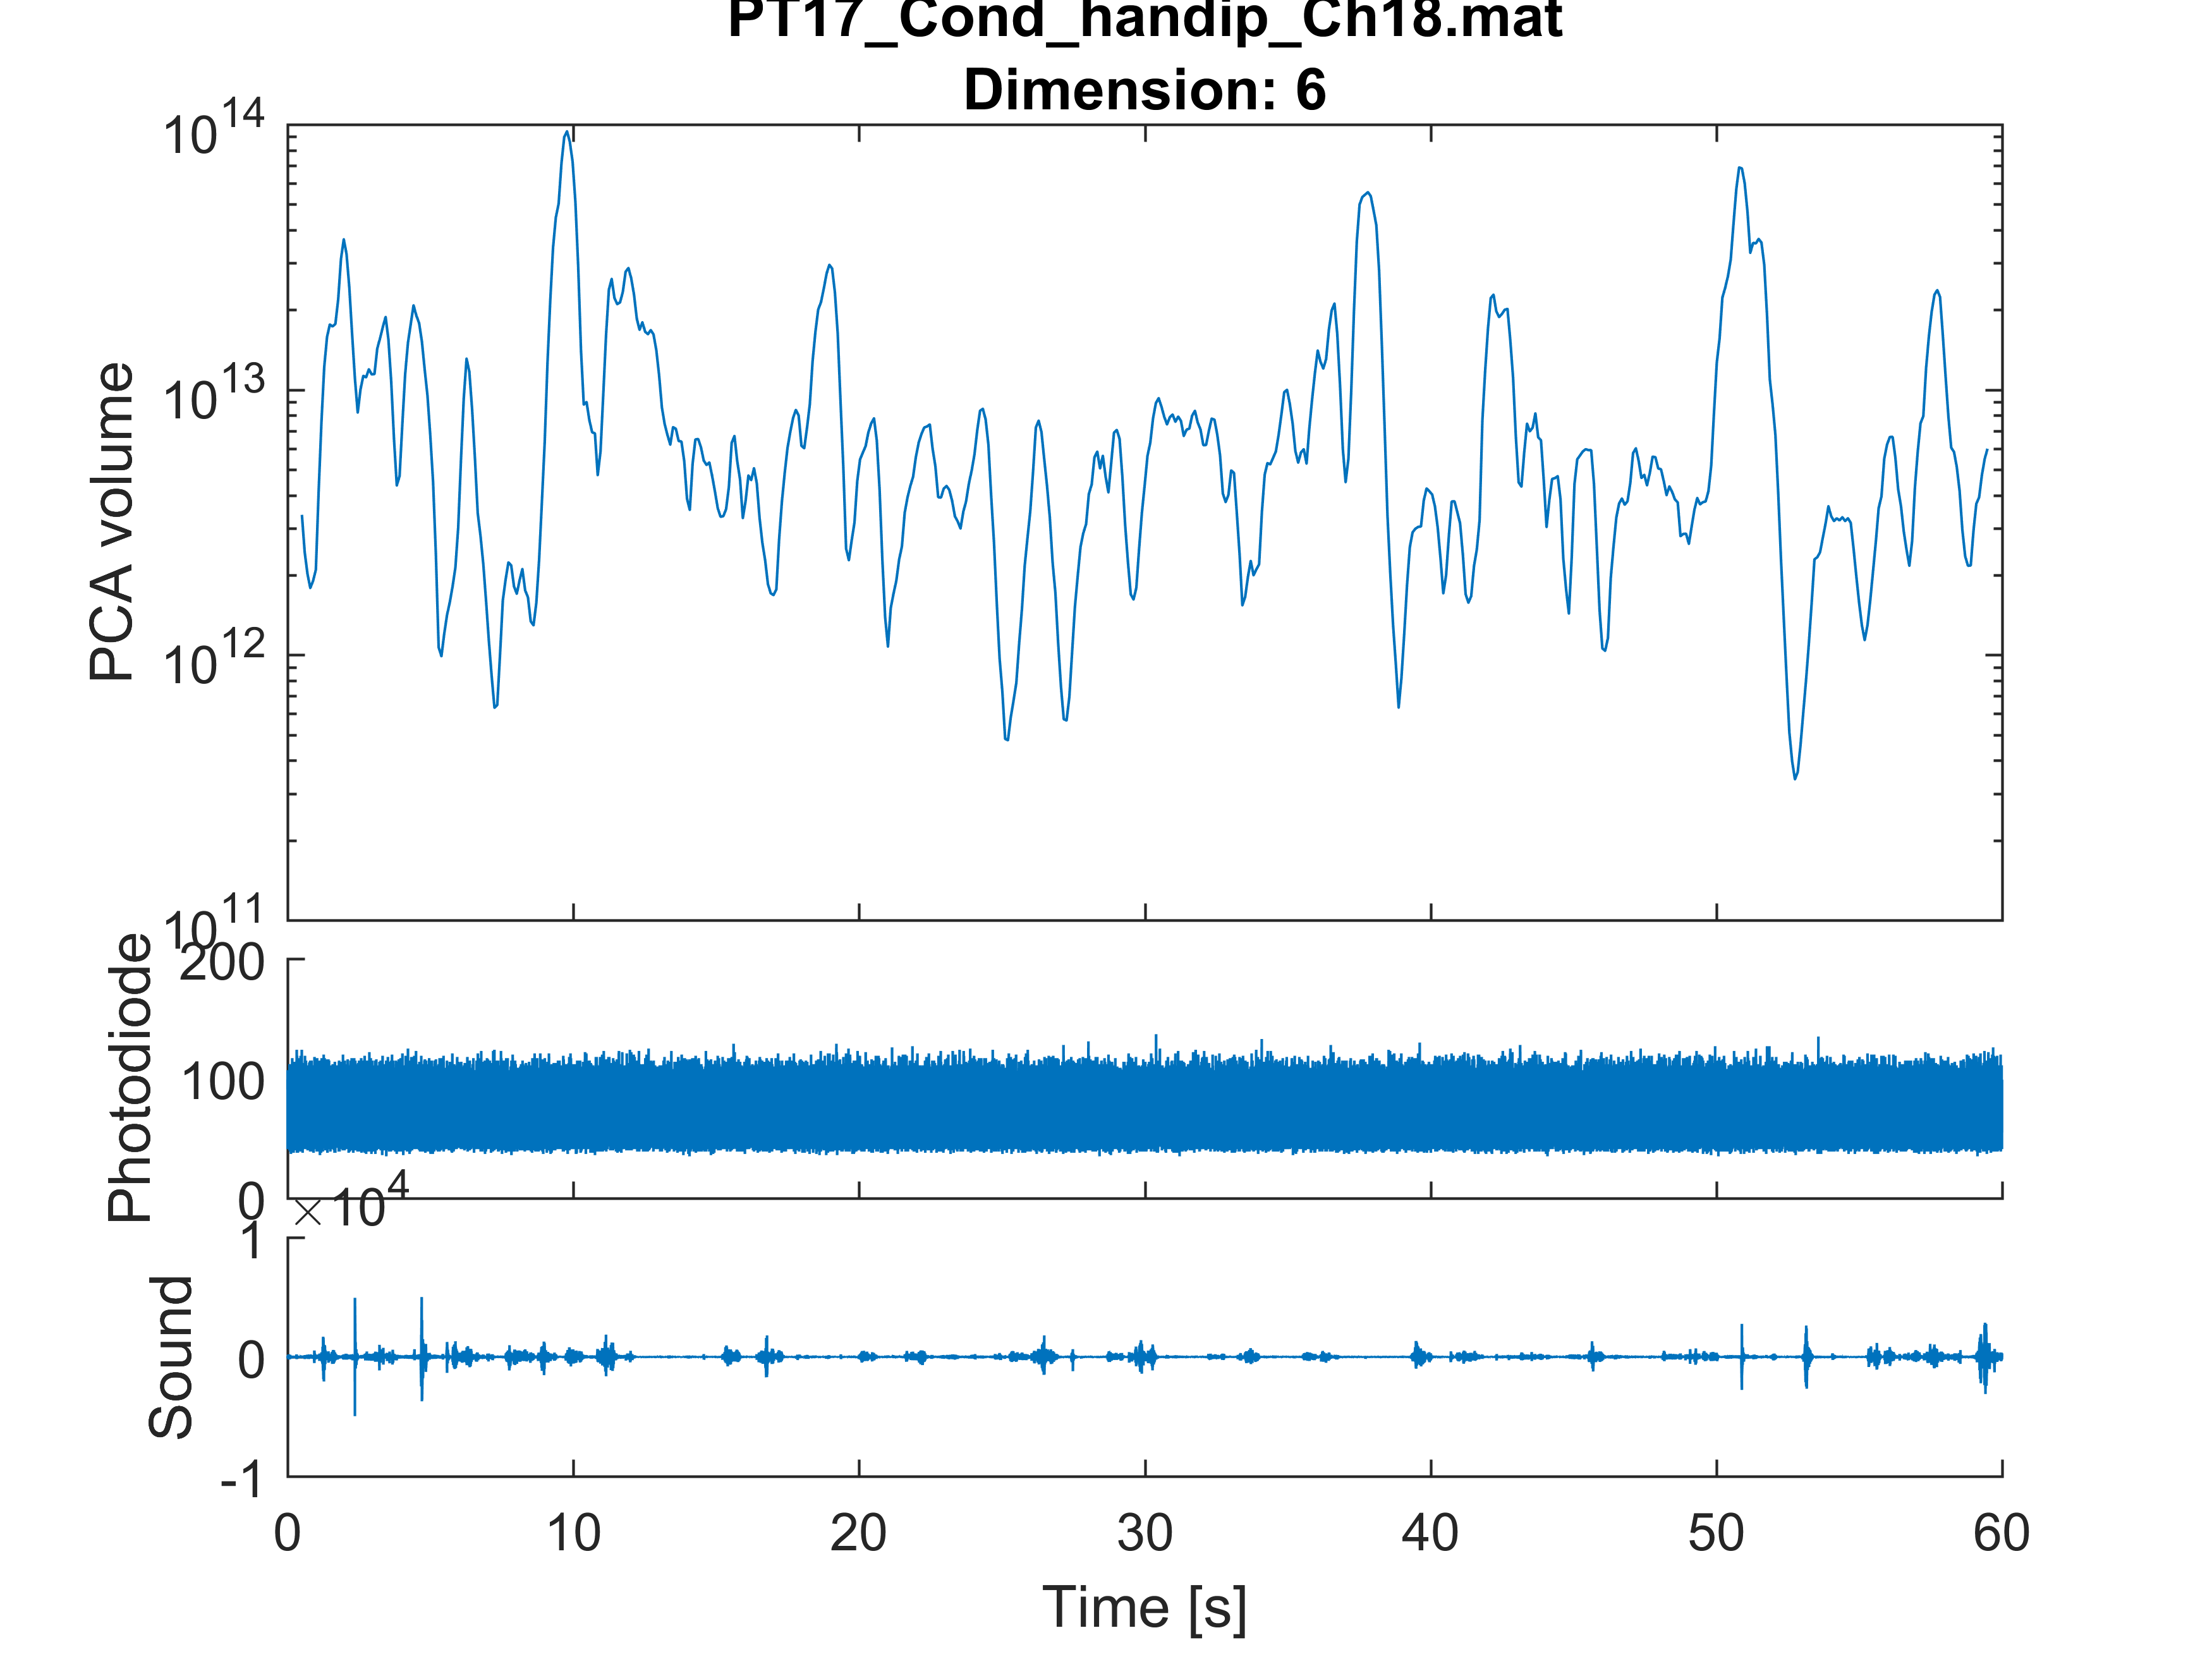 PT17_Cond_handip_Ch18.mat
Dimension: 6
PCA volume
10^14
10^13
10^12
10^11
Photodiode
200
100
0
×10^4
Sound
1
0
-1
0 10 20 30 40 50 60
Time [s]